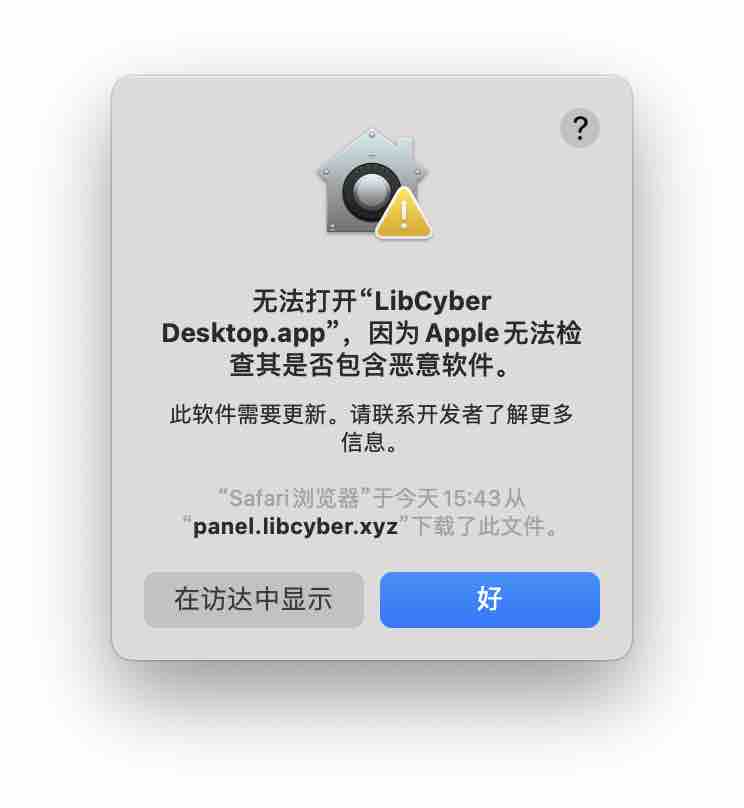 ?
无法打开“LibCyber
Desktop.app”，因为 Apple 无法检
查其是否包含恶意软件。
此软件需要更新。请联系开发者了解更多
信息。
“Safari 浏览器”于今天 15:43 从
“panel.libcyber.xyz”下载了此文件。
在访达中显示 好